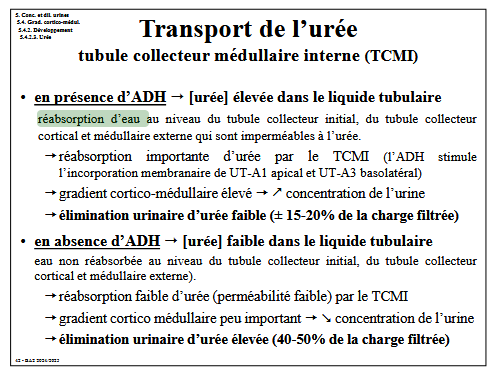 5. Conc. et dil. urines
5.4. Grad. cortico-médul.
5.4.2. Développement
5.4.2.3. Urée
Transport de l'urée
tubule collecteur médullaire interne (TCMI)
• en présence d'ADH → [urée] élevée dans le liquide tubulaire
réabsorption d'eau au niveau du tubule collecteur initial, du tubule collecteur
cortical et médullaire externe qui sont imperméables à l'urée.
→ réabsorption importante d'urée par le TCMI (l'ADH stimule
l'incorporation membranaire de UT-A1 apical et UT-A3 basolatéral)
→ gradient cortico-médullaire élevé → ↗ concentration de l'urine
→ élimination urinaire d'urée faible (± 15-20% de la charge filtrée)
• en absence d'ADH → [urée] faible dans le liquide tubulaire
eau non réabsorbée au niveau du tubule collecteur initial, du tubule collecteur
cortical et médullaire externe).
→ réabsorption faible d'urée (perméabilité faible) par le TCMI
→ gradient cortico médullaire peu important → ↘ concentration de l'urine
→ élimination urinaire d'urée élevée (40-50% de la charge filtrée)